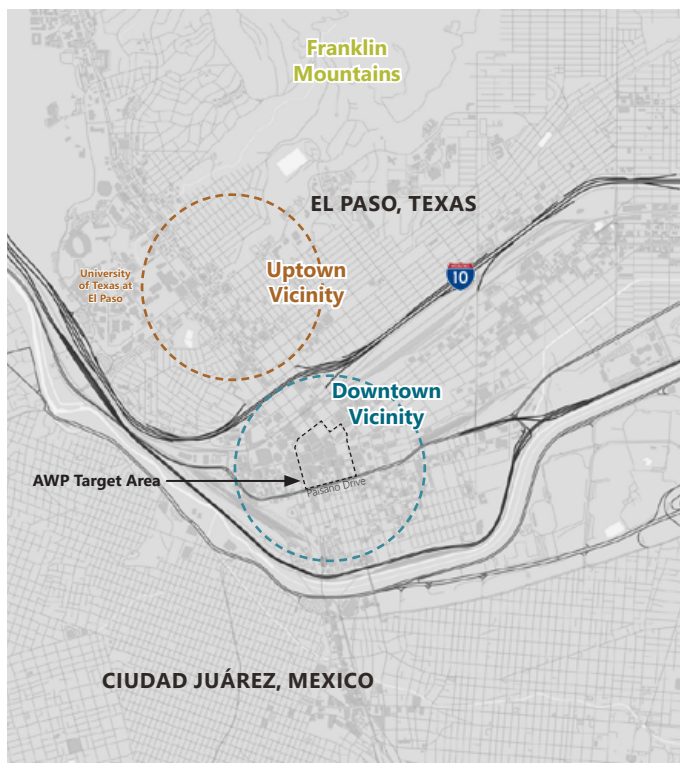 Franklin
Mountains
EL PASO, TEXAS
Uptown
Vicinity
University
of Texas at
El Paso
10
Downtown
Vicinity
AWP Target Area
Paisano Drive
CIUDAD JUÁREZ, MEXICO